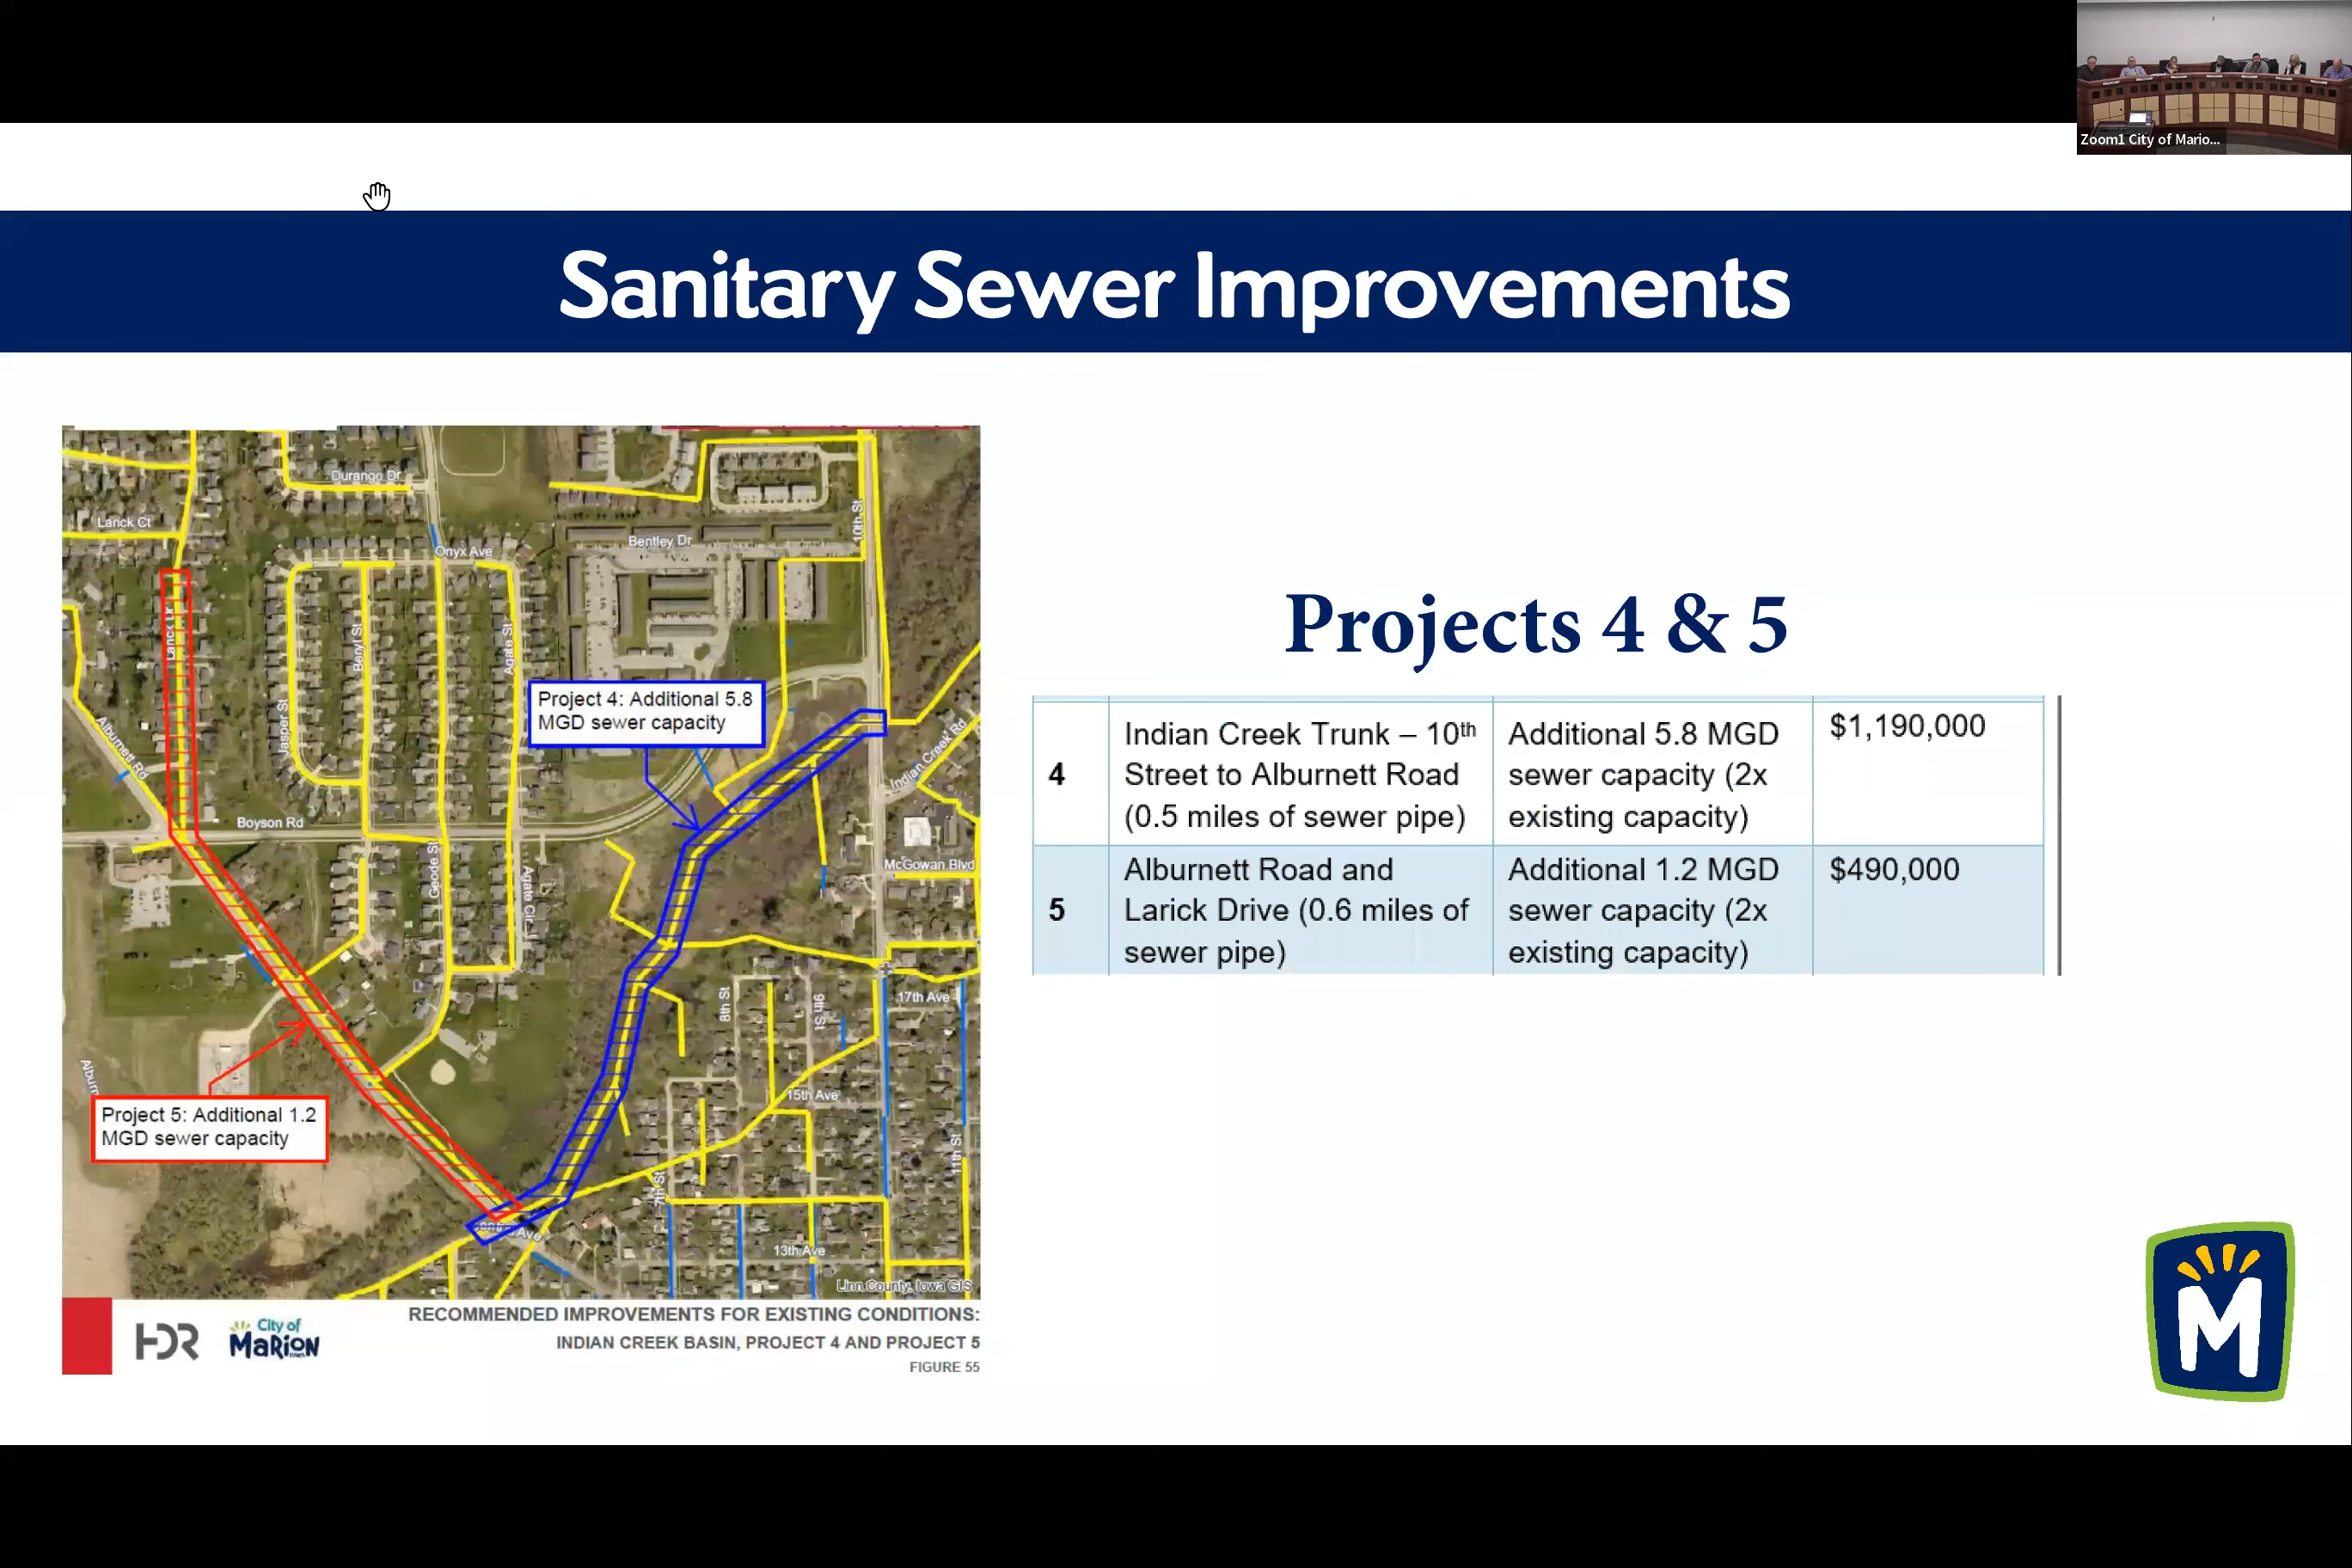 Zoom1 City of Mario...
Sanitary Sewer Improvements
Durango Dr
Larick Ct
10th St
Bentley Dr
Onyx Ave
Beryl St
Agate St
Jasper St
Alburnett Rd
Project 4: Additional 5.8
MGD sewer capacity
Indian Creek Rd
Boyson Rd
Geode St
Agate Cir
McGowan Blvd
8th St
9th St
17th Ave
15th Ave
11th St
7th St
13th Ave
Project 5: Additional 1.2
MGD sewer capacity
Linn County, Iowa GIS
HDR
City of
MARION
RECOMMENDED IMPROVEMENTS FOR EXISTING CONDITIONS:
INDIAN CREEK BASIN, PROJECT 4 AND PROJECT 5
FIGURE 55
Projects 4 & 5
4
Indian Creek Trunk – 10th
Street to Alburnett Road
(0.5 miles of sewer pipe)
Additional 5.8 MGD
sewer capacity (2x
existing capacity)
$1,190,000
5
Alburnett Road and
Larick Drive (0.6 miles of
sewer pipe)
Additional 1.2 MGD
sewer capacity (2x
existing capacity)
$490,000
M